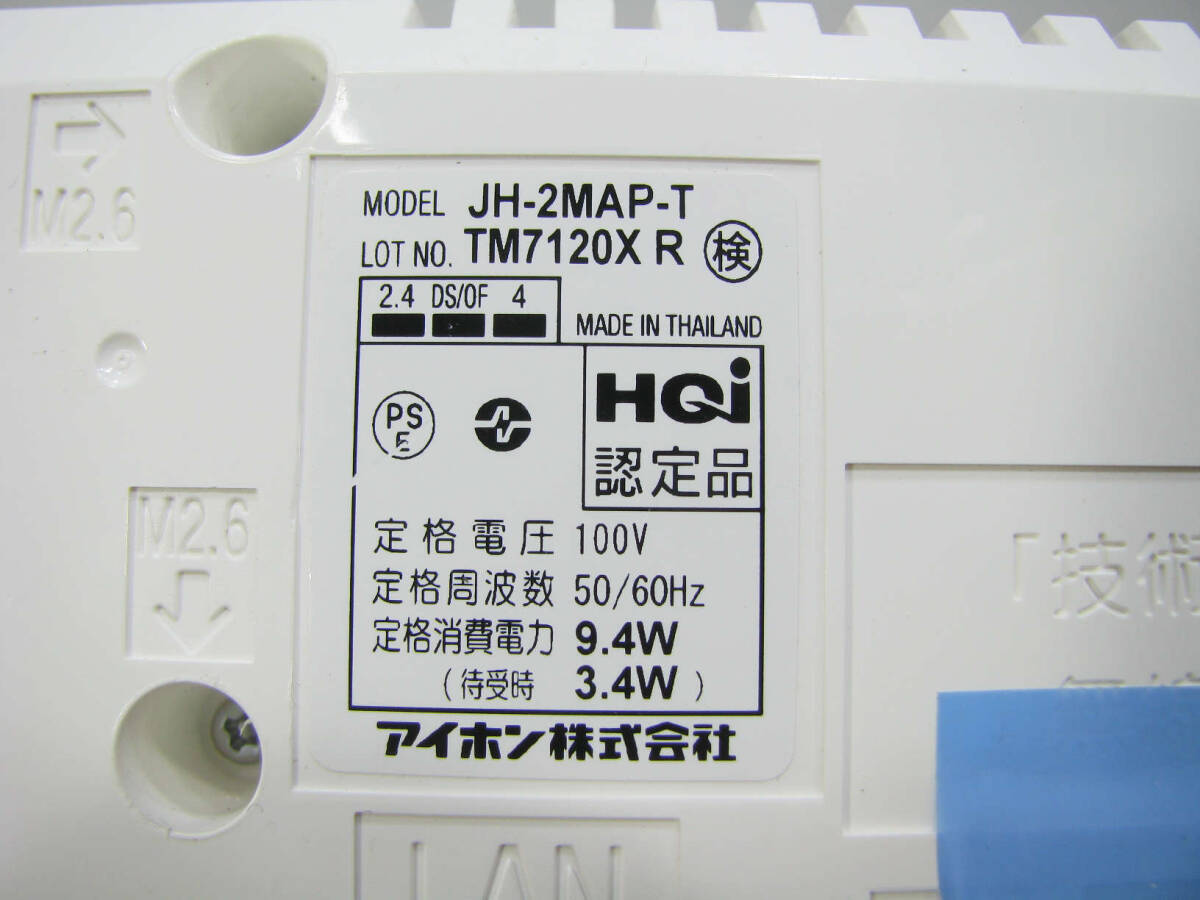 M2.6
MODEL JH-2MAP-T
LOT NO. TM7120X R 検
2.4 DS/OF 4
MADE IN THAILAND
HQi
認定品
PS
E
M2.6
定格電圧 100V
定格周波数 50/60Hz
定格消費電力 9.4W
(待受時 3.4W)
アイホン株式会社
「技術
LAN